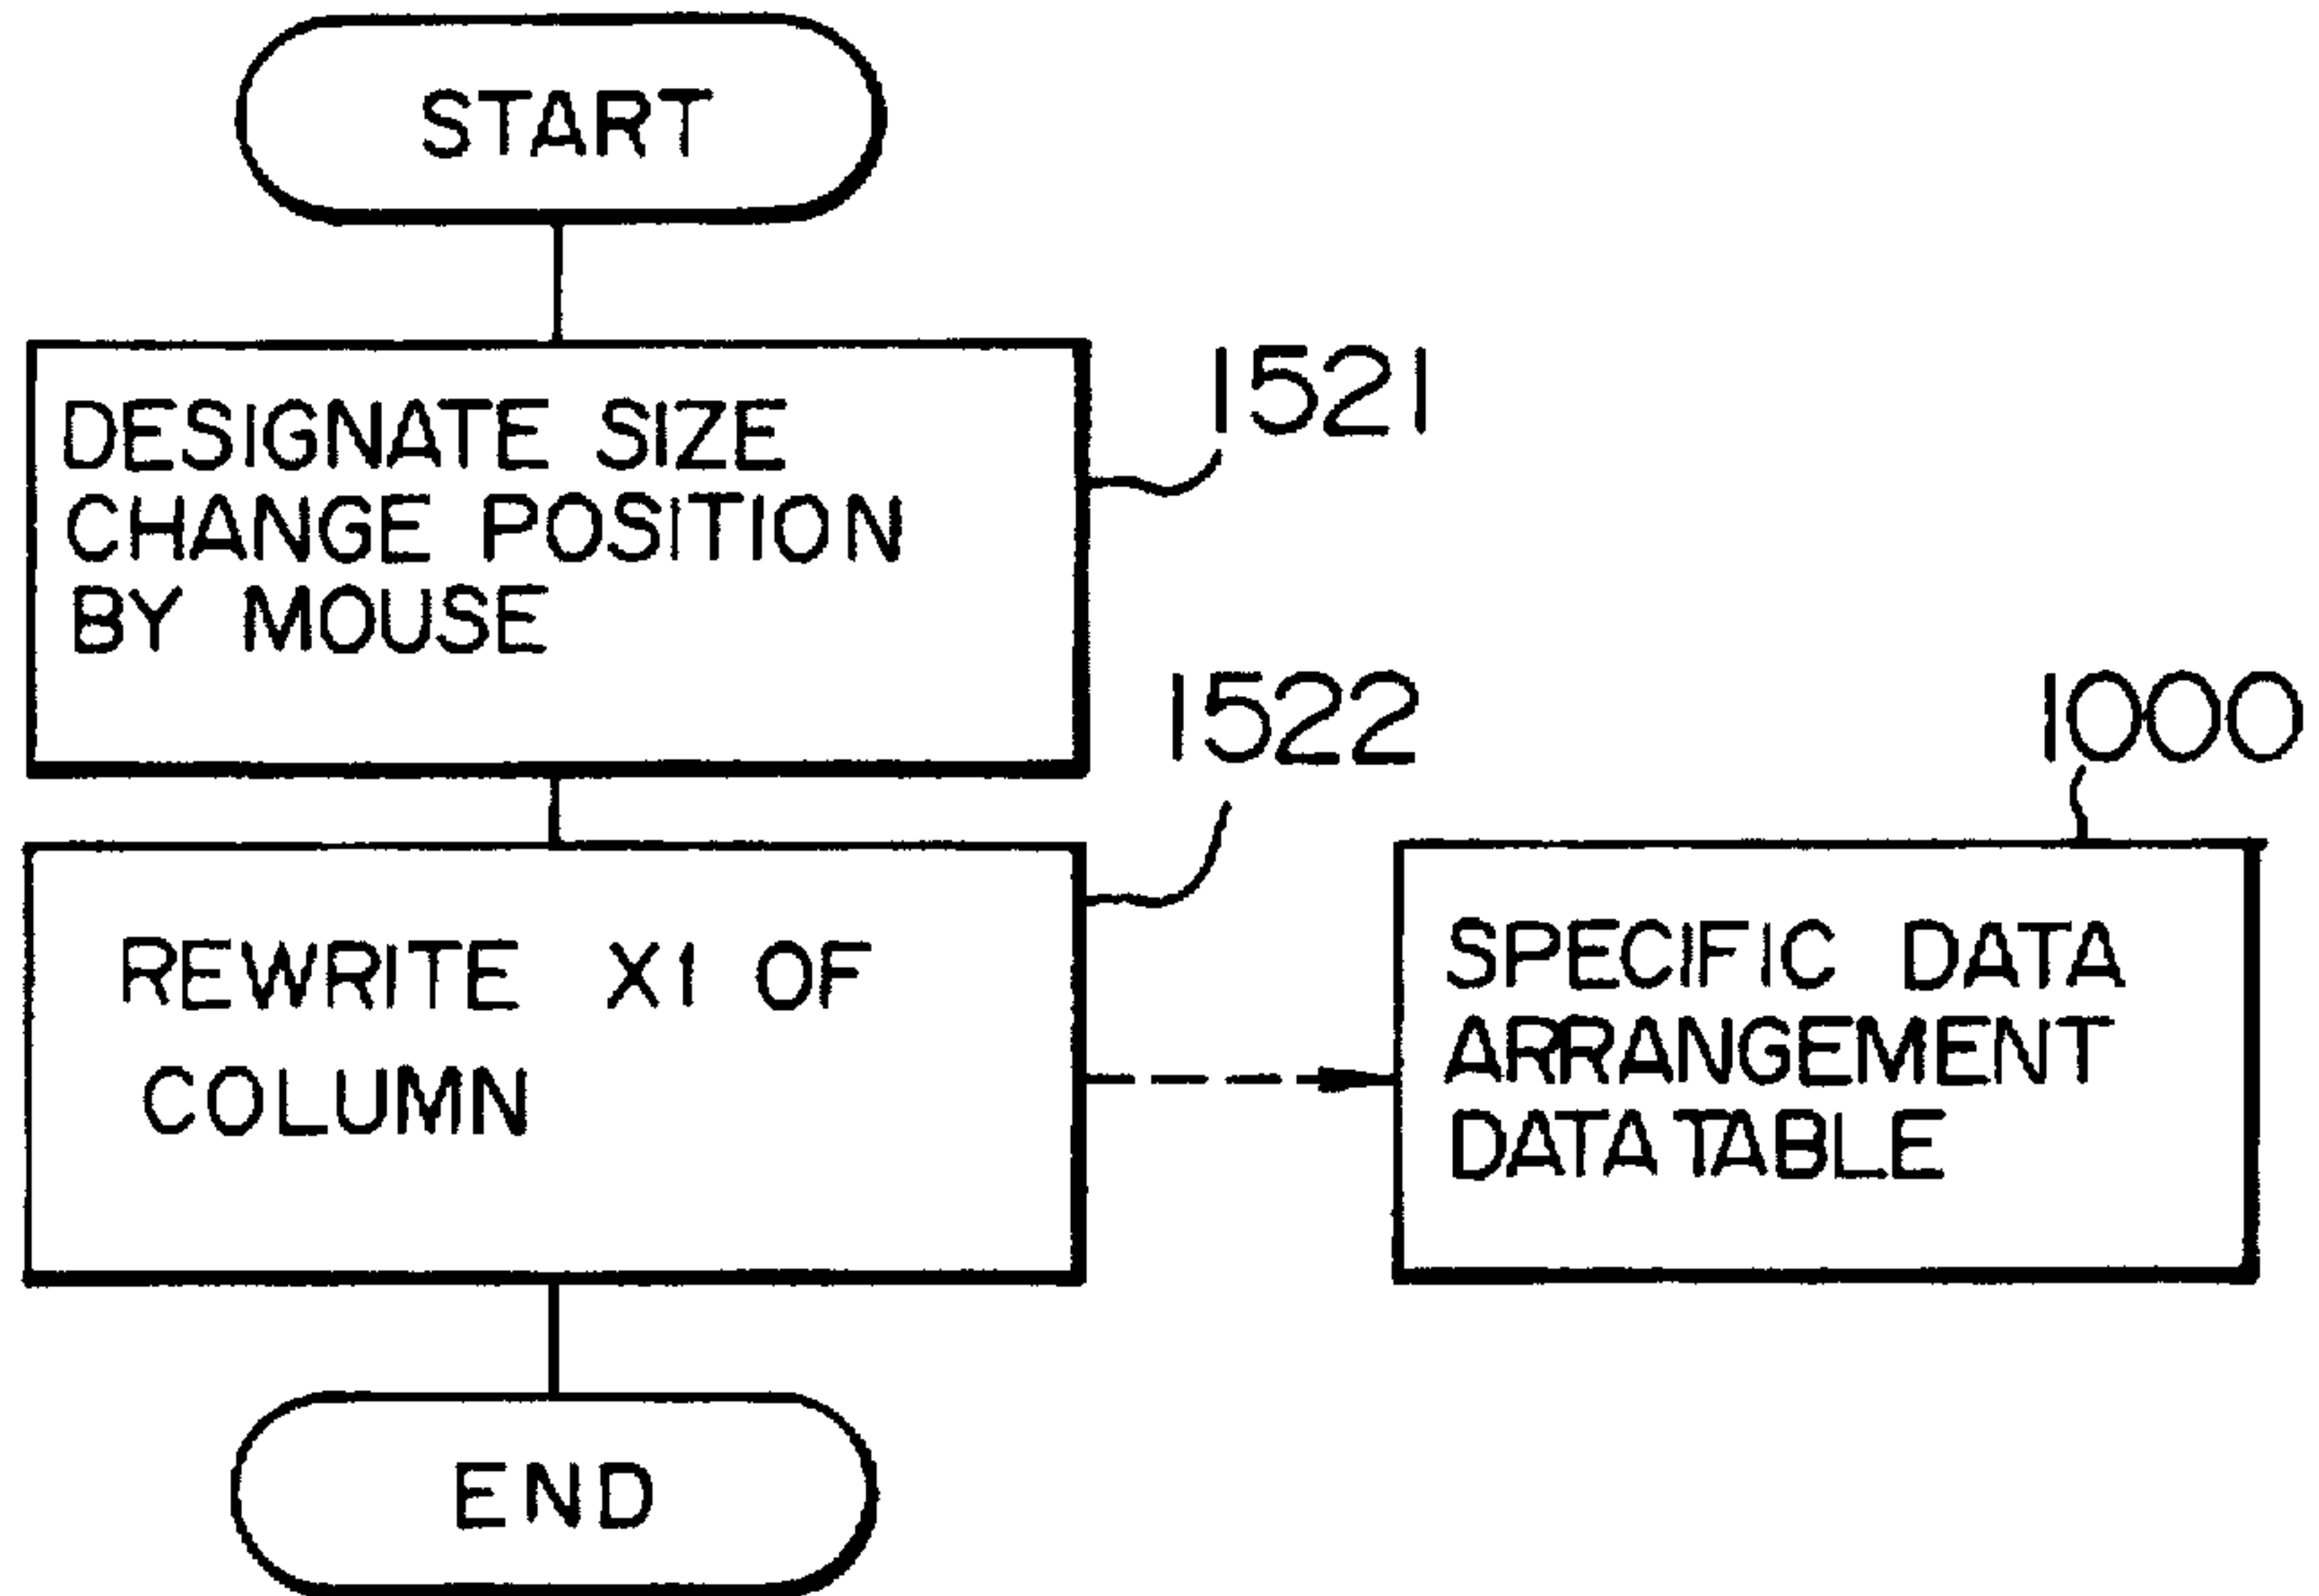 START
DESIGNATE SIZE
CHANGE POSITION
BY MOUSE
1521
REWRITE X1 OF
COLUMN
1522
SPECIFIC DATA
ARRANGEMENT
DATA TABLE
1000
END